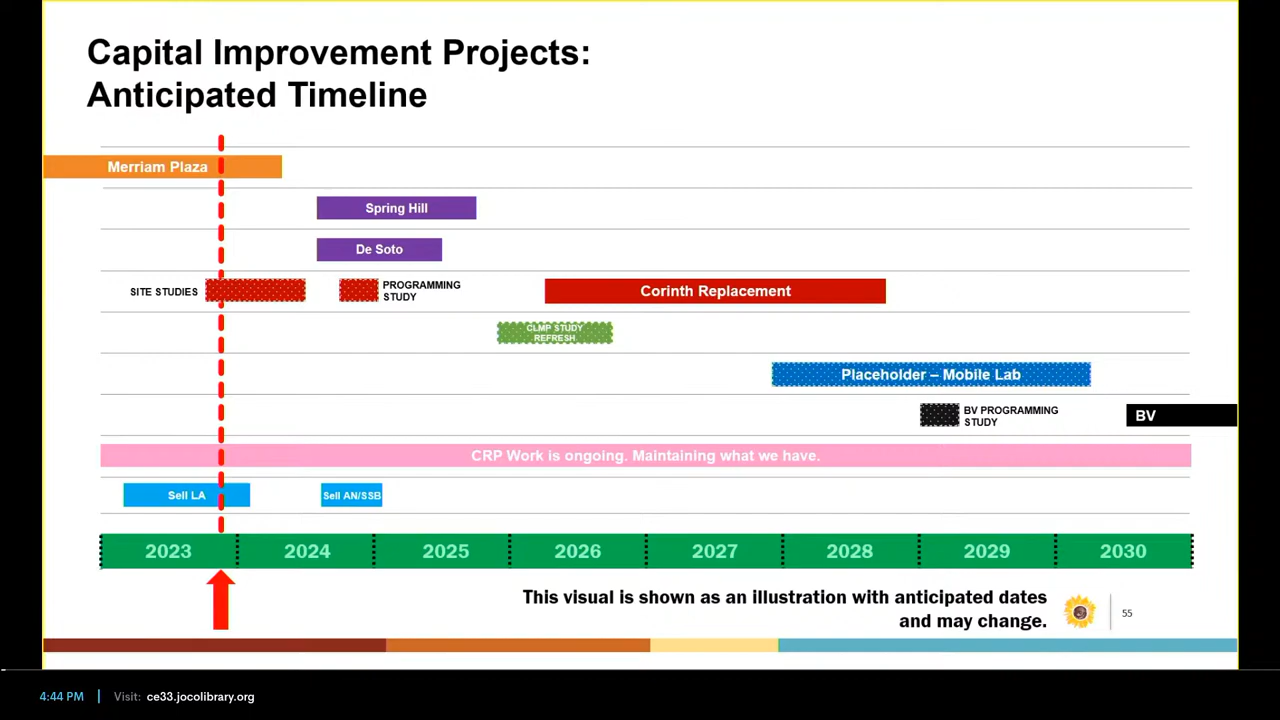 Capital Improvement Projects:
Anticipated Timeline
Merriam Plaza
Spring Hill
De Soto
SITE STUDIES
PROGRAMMING
STUDY
Corinth Replacement
CLMP STUDY
REFRESH
Placeholder – Mobile Lab
BV PROGRAMMING
STUDY
BV
CRP Work is ongoing. Maintaining what we have.
Sell LA
Sell AN/SSB
2023 2024 2025 2026 2027 2028 2029 2030
This visual is shown as an illustration with anticipated dates
and may change.
55
4:44 PM | Visit: ce33.jocolibrary.org